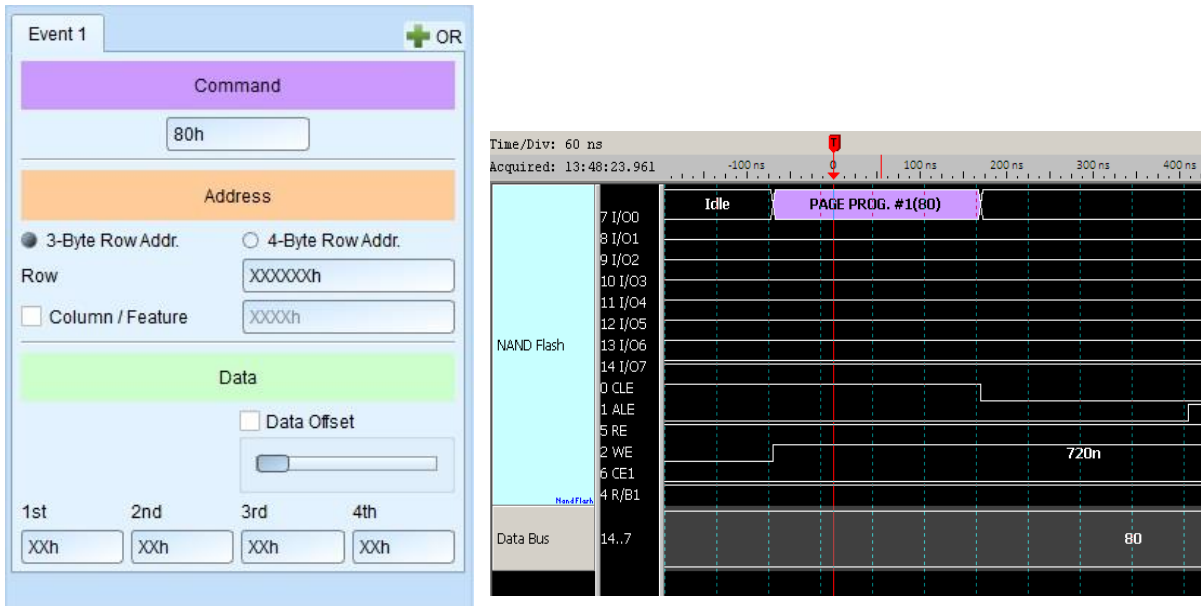 Event 1
OR
Command
80h
Address
3-Byte Row Addr. 4-Byte Row Addr.
Row XXXXXXh
Column / Feature XXXXh
Data
Data Offset
1st 2nd 3rd 4th
XXh XXh XXh XXh
Time/Div: 60 ns
T
Acquired: 13:48:23.961 -100 ns 0 100 ns 200 ns 300 ns 400 ns
Idle PAGE PROG. #1(80)
7 I/O0
8 I/O1
9 I/O2
10 I/O3
11 I/O4
12 I/O5
NAND Flash 13 I/O6
14 I/O7
0 CLE
1 ALE
5 RE
2 WE 720n
6 CE1
NandFlash 4 R/B1
Data Bus 14..7 80